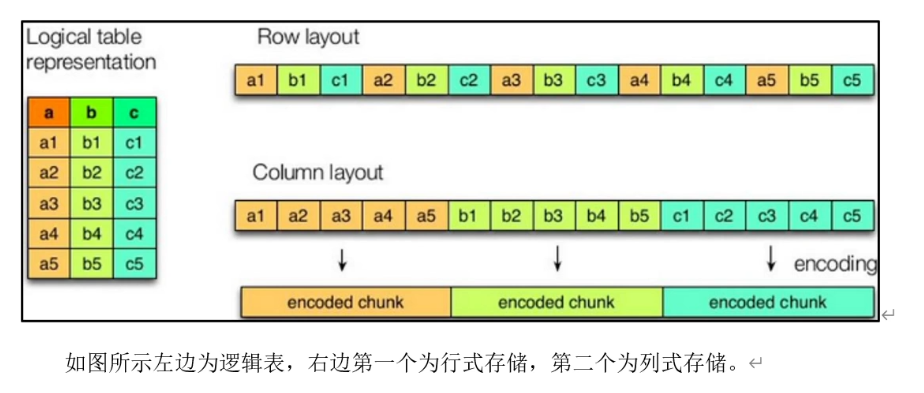 Logical table
representation
a b c
a1 b1 c1
a2 b2 c2
a3 b3 c3
a4 b4 c4
a5 b5 c5
Row layout
a1 b1 c1 a2 b2 c2 a3 b3 c3 a4 b4 c4 a5 b5 c5
Column layout
a1 a2 a3 a4 a5 b1 b2 b3 b4 b5 c1 c2 c3 c4 c5
encoding
encoded chunk encoded chunk encoded chunk
如图所示左边为逻辑表，右边第一个为行式存储，第二个为列式存储。